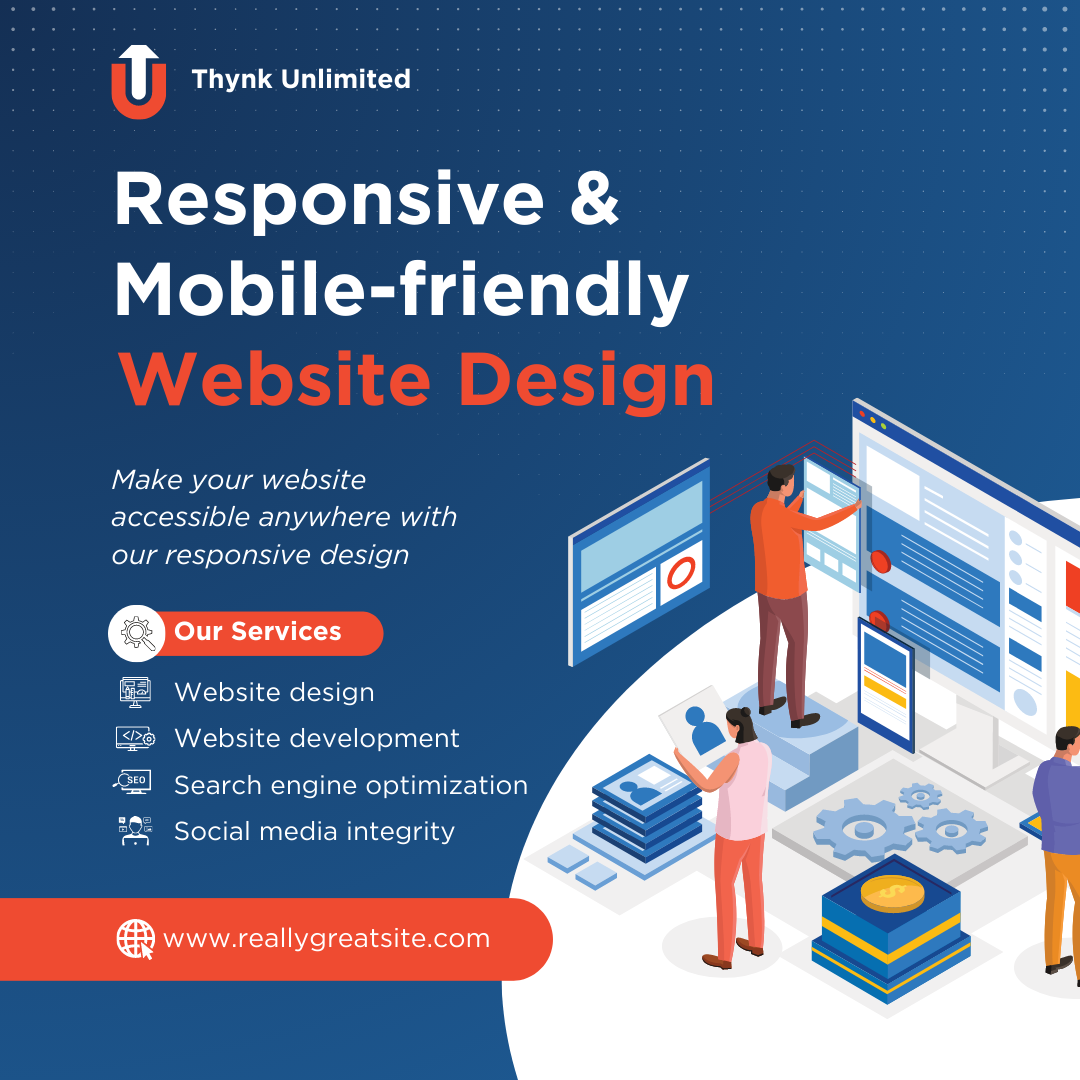 Thynk Unlimited
Responsive &
Mobile-friendly
Website Design
Make your website
accessible anywhere with
our responsive design
Our Services
Website design
</>
Website development
SEO
Search engine optimization
Social media integrity
www.reallygreatsite.com
$